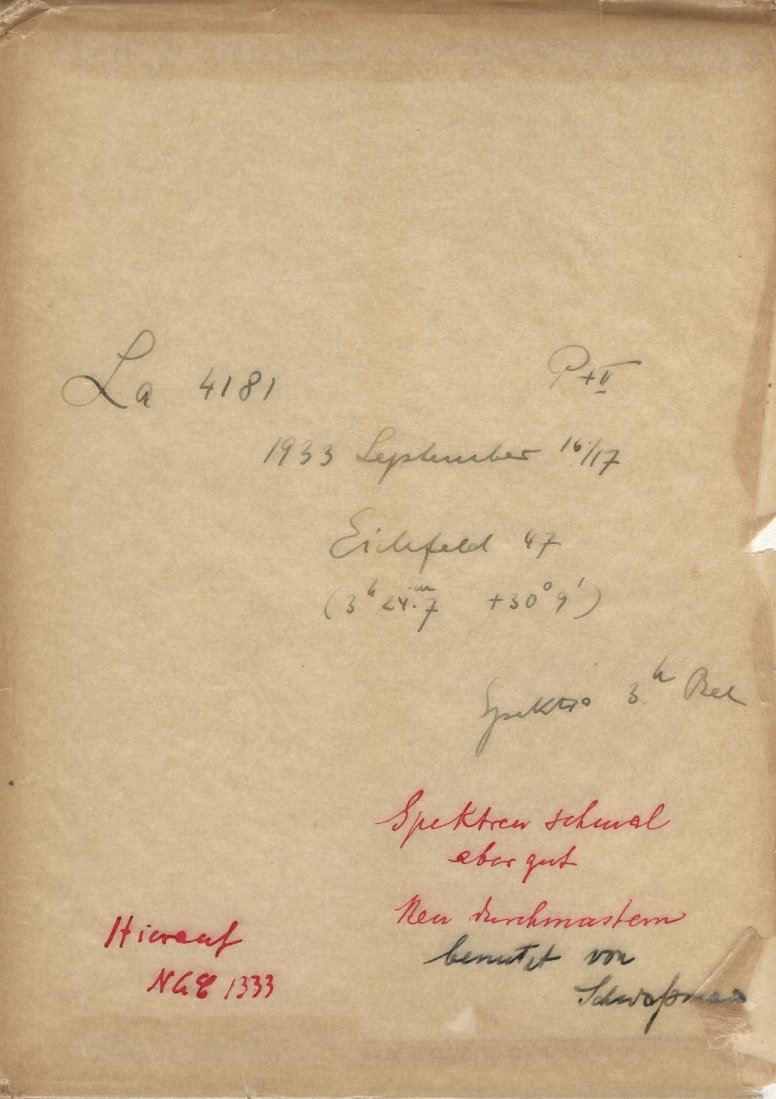 La 4181 P+II
1933 September 16/17
Eichfeld 47
(3h 24.m7 +30° 9')
Spektro 3h Bel
Spektren schmal
aber gut
Neu durchmustern
benutzt von
Schwaßmann
Hierauf
NGC 1333